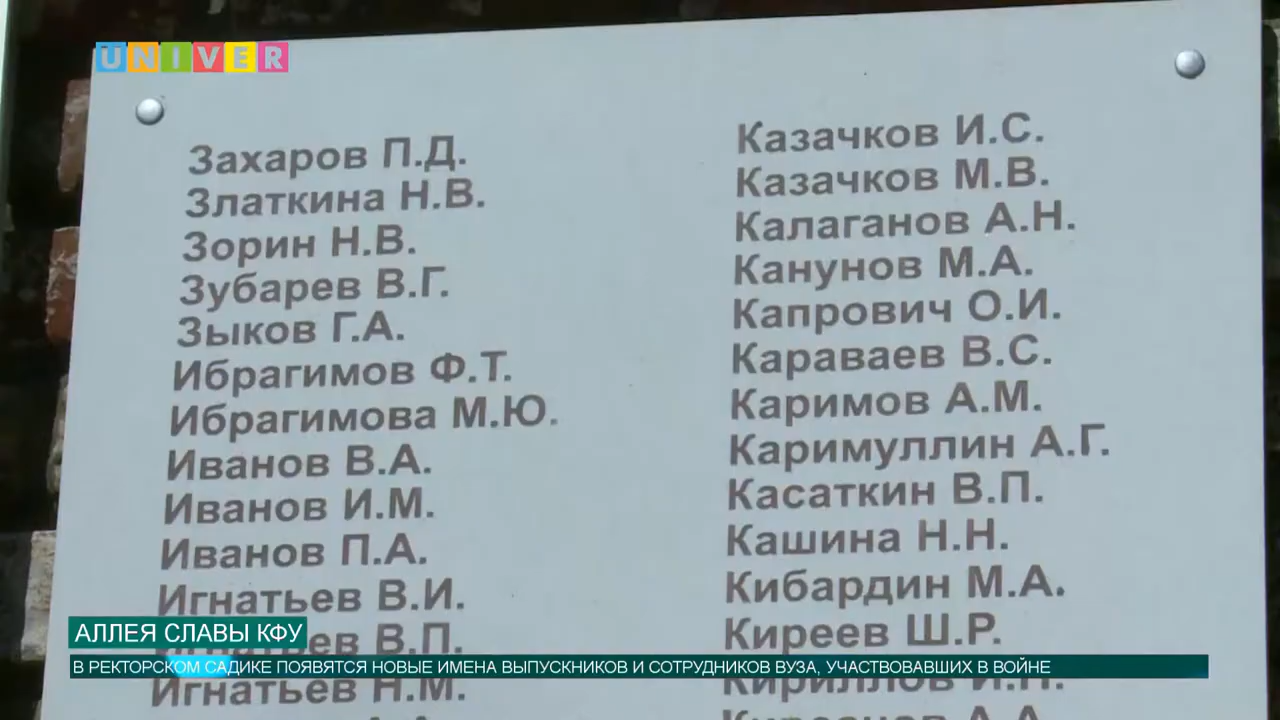 UNIVER
Захаров П.Д.
Златкина Н.В.
Зорин Н.В.
Зубарев В.Г.
Зыков Г.А.
Ибрагимов Ф.Т.
Ибрагимова М.Ю.
Иванов В.А.
Иванов И.М.
Иванов П.А.
Игнатьев В.И.
Игнатьев В.П.
Игнатьев Н.М.
Казачков И.С.
Казачков М.В.
Калаганов А.Н.
Канунов М.А.
Капрович О.И.
Караваев В.С.
Каримов А.М.
Каримуллин А.Г.
Касаткин В.П.
Кашина Н.Н.
Кибардин М.А.
Киреев Ш.Р.
Кириллов И.Н.
АЛЛЕЯ СЛАВЫ КФУ
В РЕКТОРСКОМ САДИКЕ ПОЯВЯТСЯ НОВЫЕ ИМЕНА ВЫПУСКНИКОВ И СОТРУДНИКОВ ВУЗА, УЧАСТВОВАВШИХ В ВОЙНЕ